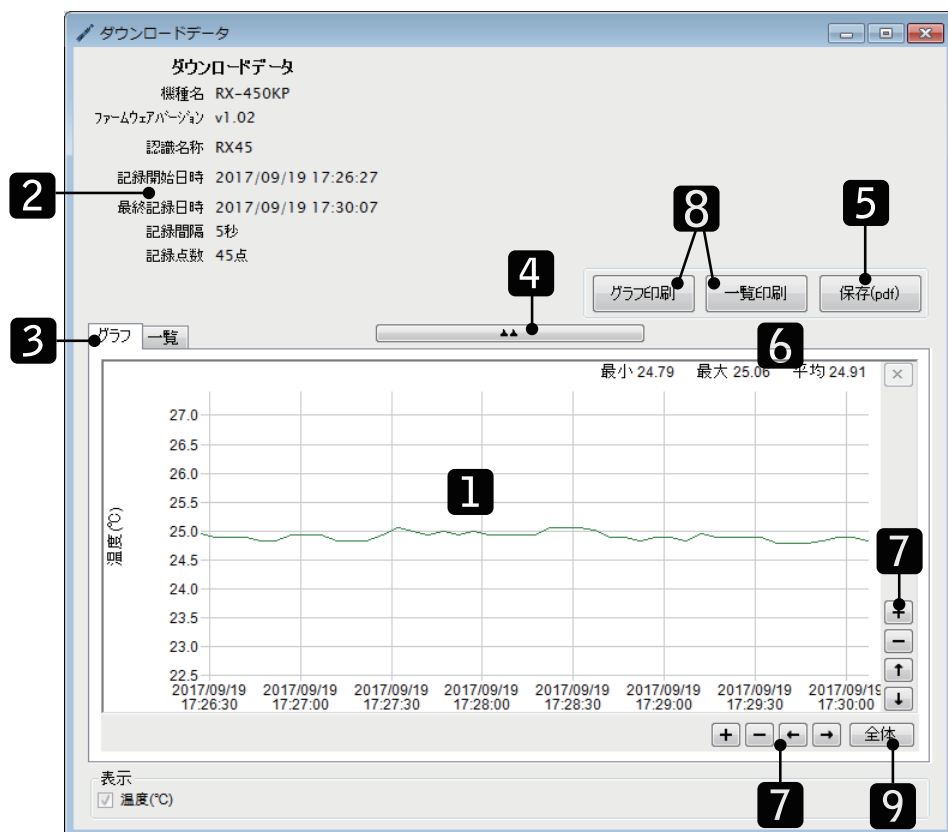 ダウンロードデータ
ダウンロードデータ
機種名 RX-450KP
ファームウェアバージョン v1.02
認識名称 RX45
2 記録開始日時 2017/09/19 17:26:27
最終記録日時 2017/09/19 17:30:07
記録間隔 5秒
記録点数 45点
8 5
4
グラフ印刷 一覧印刷 保存(pdf)
3 グラフ 一覧
6
最小 24.79 最大 25.06 平均 24.91
温度(℃)
27.0
26.5
26.0
25.5
1
25.0
24.5
7
24.0
23.5
+
23.0
−
22.5
↑
↓
2017/09/19 2017/09/19 2017/09/19 2017/09/19 2017/09/19 2017/09/19 2017/09/19 2017/09/19
17:26:30 17:27:00 17:27:30 17:28:00 17:28:30 17:29:00 17:29:30 17:30:00
+ − ← → 全体
7 9
表示
温度(℃)